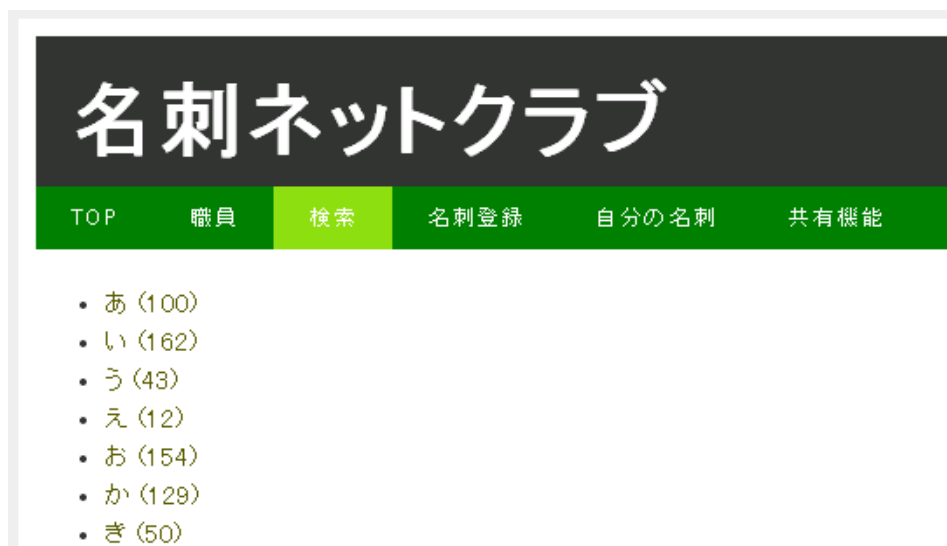 名刺ネットクラブ
TOP 職員 検索 名刺登録 自分の名刺 共有機能
• あ (100)
• い (162)
• う (43)
• え (12)
• お (154)
• か (129)
• き (50)